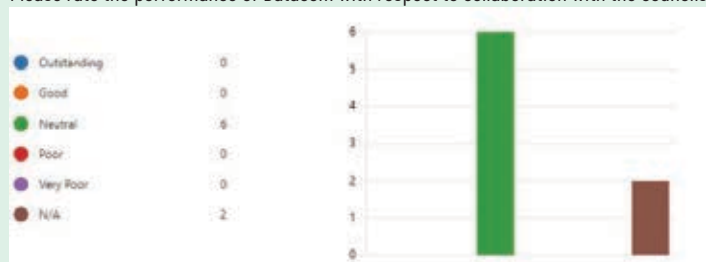 Please rate the performance of Datacom with respect to collaboration with the councils
Outstanding 0
Good 0
Neutral 6
Poor 0
Very Poor 0
N/A 2
6
5
4
3
2
1
0